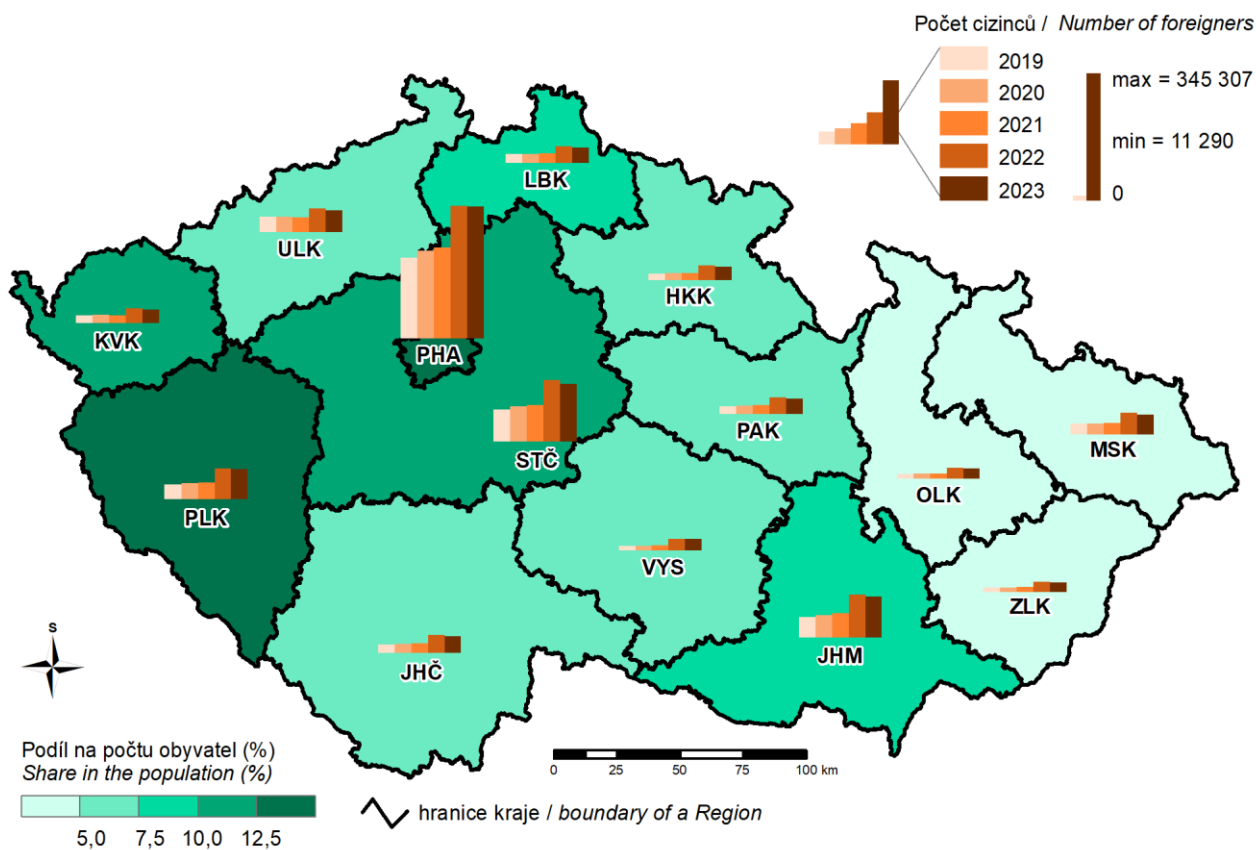 Počet cizinců / Number of foreigners
2019
2020
2021
2022
2023
max = 345 307
min = 11 290
0
LBK
ULK
HKK
KVK
PHA
PAK
STČ
MSK
OLK
PLK
VYS
ZLK
JHM
JHČ
S
Podíl na počtu obyvatel (%)
Share in the population (%)
5,0 7,5 10,0 12,5
hranice kraje / boundary of a Region
0 25 50 75 100 km